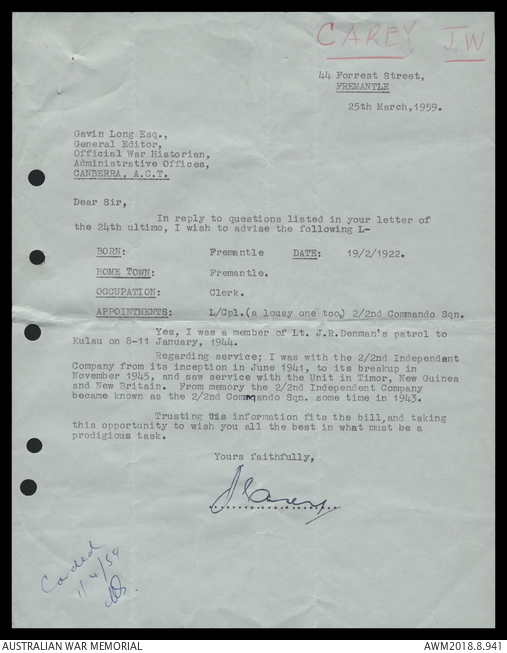 CAREY JW
44 Forrest Street,
FREMANTLE
25th March, 1959.
Gavin Long Esq.,
General Editor,
Official War Historian,
Administrative Offices,
CANBERRA, A.C.T.
Dear Sir,
In reply to questions listed in your letter of
the 24th ultimo, I wish to advise the following L-
BORN: Fremantle DATE: 19/2/1922.
HOME TOWN: Fremantle.
OCCUPATION: Clerk.
APPOINTMENTS: L/Cpl.(a lousy one too,) 2/2nd Commando Sqn.
Yes, I was a member of Lt. J.R.Denman's patrol to
Kulau on 8-11 January, 1944.
Regarding service; I was with the 2/2nd Independent
Company from its inception in June 1941, to its breakup in
November 1945, and saw service with the Unit in Timor, New Guinea
and New Britain. From memory the 2/2nd Independent Company
became known as the 2/2nd Commando Sqn. some time in 1943.
Trusting this information fits the bill,and taking
this opportunity to wish you all the best in what must be a
prodigious task.
Yours faithfully,
J Carey
Carded
11/4/59
AUSTRALIAN WAR MEMORIAL AWM2018.8.941